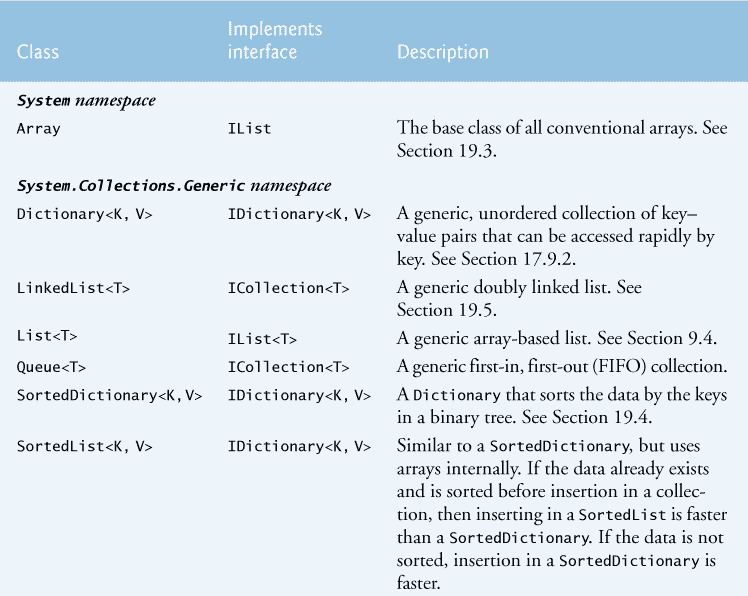 Class Implements interface Description
System namespace
Array IList The base class of all conventional arrays. See
Section 19.3.
System.Collections.Generic namespace
Dictionary<K, V> IDictionary<K, V> A generic, unordered collection of key–
value pairs that can be accessed rapidly by
key. See Section 17.9.2.
LinkedList<T> ICollection<T> A generic doubly linked list. See
Section 19.5.
List<T> IList<T> A generic array-based list. See Section 9.4.
Queue<T> ICollection<T> A generic first-in, first-out (FIFO) collection.
SortedDictionary<K,V> IDictionary<K, V> A Dictionary that sorts the data by the keys
in a binary tree. See Section 19.4.
SortedList<K, V> IDictionary<K, V> Similar to a SortedDictionary, but uses
arrays internally. If the data already exists
and is sorted before insertion in a collec-
tion, then inserting in a SortedList is faster
than a SortedDictionary. If the data is not
sorted, insertion in a SortedDictionary is
faster.